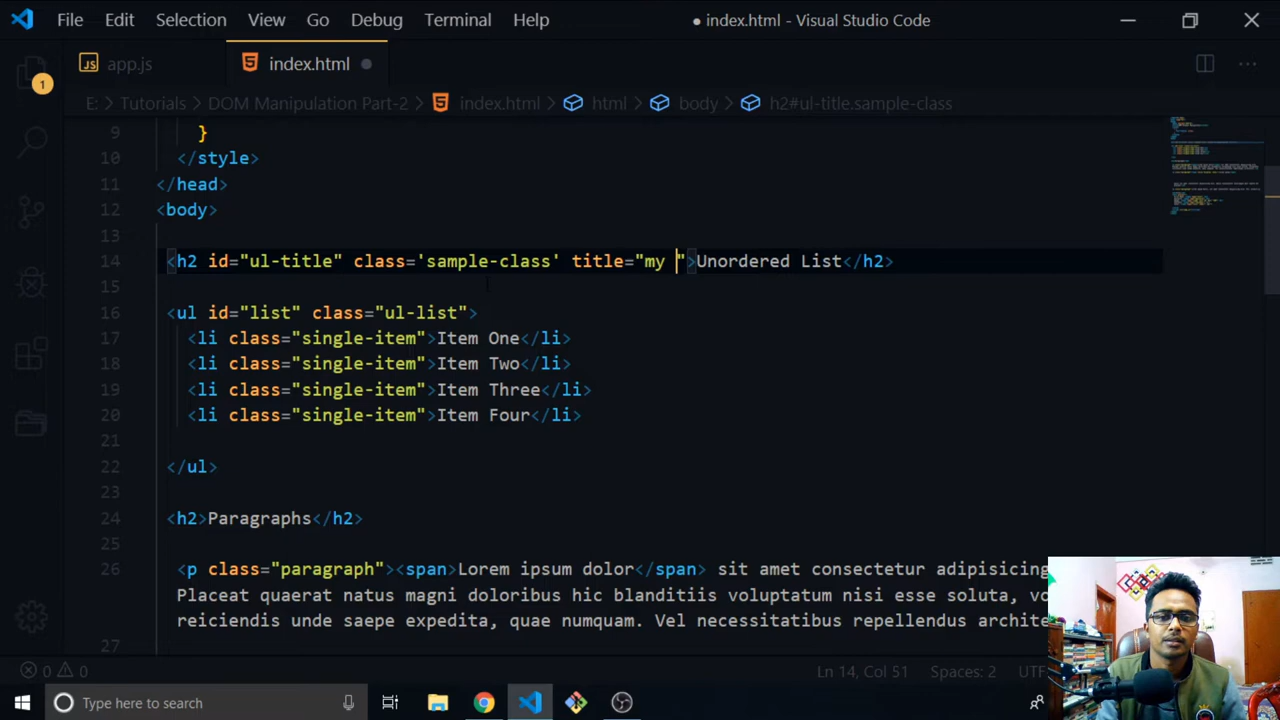 File Edit Selection View Go Debug Terminal Help ● index.html - Visual Studio Code
JS app.js index.html
1
E: > Tutorials > DOM Manipulation Part-2 > index.html > html > body > h2#ul-title.sample-class
9 }
10 </style>
11 </head>
12 <body>
13
14 <h2 id="ul-title" class='sample-class' title="my ">Unordered List</h2>
15
16 <ul id="list" class="ul-list">
17 <li class="single-item">Item One</li>
18 <li class="single-item">Item Two</li>
19 <li class="single-item">Item Three</li>
20 <li class="single-item">Item Four</li>
21
22 </ul>
23
24 <h2>Paragraphs</h2>
25
26 <p class="paragraph"><span>Lorem ipsum dolor</span> sit amet consectetur adipisicing
Placeat quaerat natus magni doloribus hic blanditiis voluptatum nisi esse soluta, vo
reiciendis unde saepe expedita, quae numquam. Vel necessitatibus repellendus archite
27
0 0 Ln 14, Col 51 Spaces: 2 UTF
Type here to search